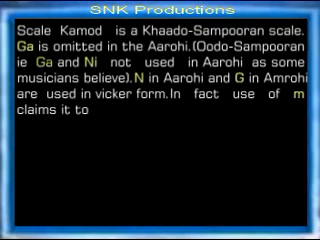 SNK Productions
Scale Kamod is a Khaado-Sampooran scale.
Ga is omitted in the Aarohi.(Oodo-Sampooran
ie Ga and Ni not used in Aarohi as some
musicians believe).N in Aarohi and G in Amrohi
are used in vicker form.In fact use of m
claims it to